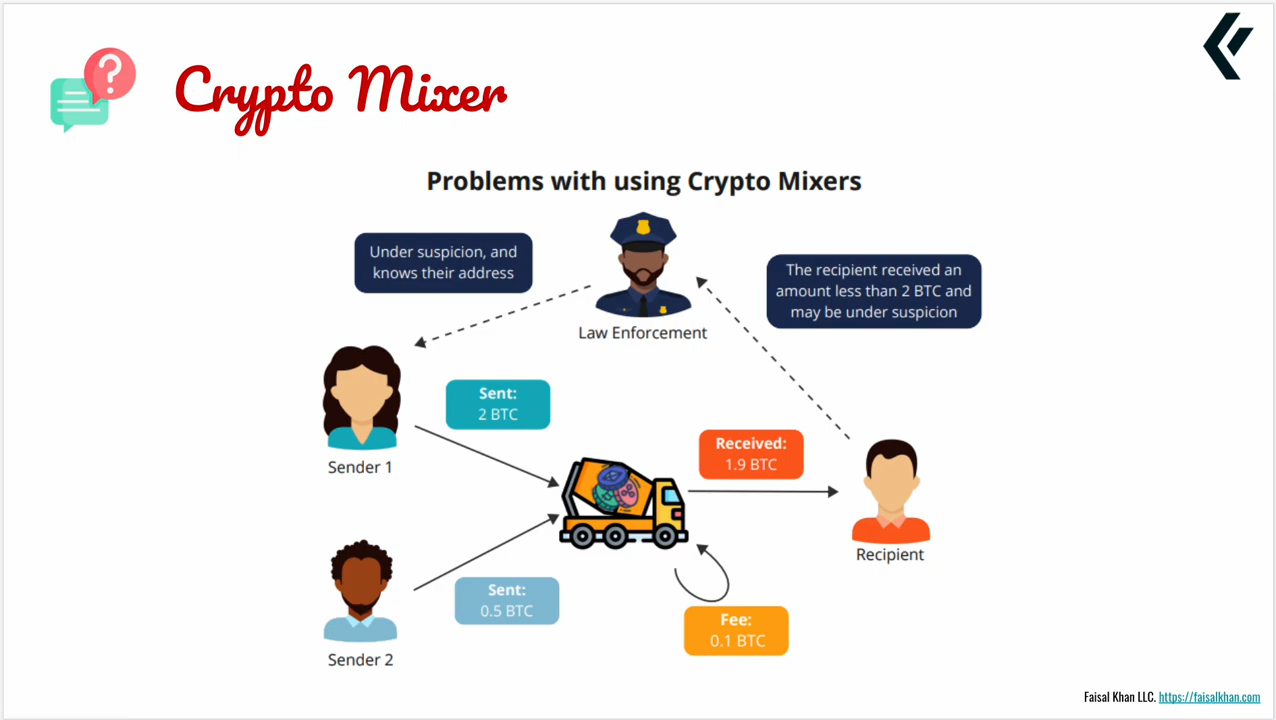 ?
Crypto Mixer
Problems with using Crypto Mixers
Under suspicion, and
knows their address
The recipient received an
amount less than 2 BTC and
may be under suspicion
Law Enforcement
Sent:
2 BTC
Sender 1
Received:
1.9 BTC
Recipient
Sent:
0.5 BTC
Fee:
0.1 BTC
Sender 2
Faisal Khan LLC. https://faisalkhan.com